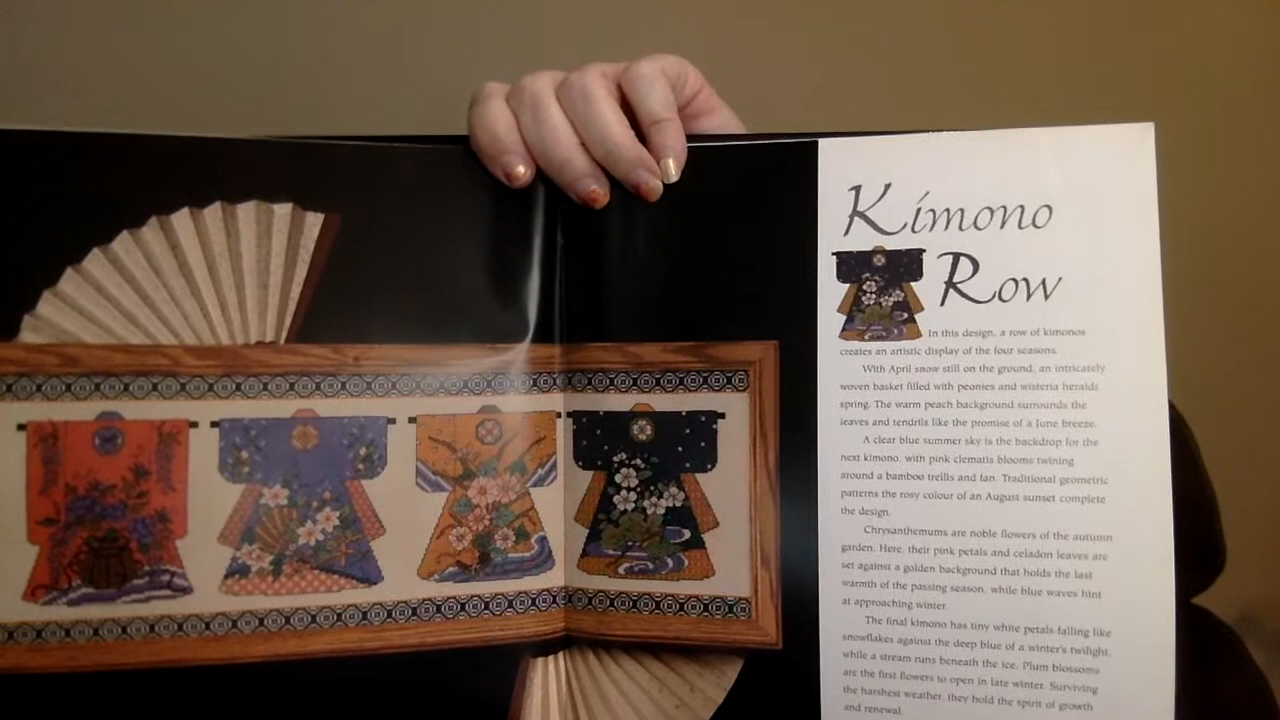 Kimono
Row
In this design, a row of kimonos
creates an artistic display of the four seasons.
With April snow still on the ground, an intricately
woven basket filled with peonies and wisteria heralds
spring. The warm peach background surrounds the
leaves and tendrils like the promise of a June breeze.
A clear blue summer sky is the backdrop for the
next kimono, with pink clematis blooms twining
around a bamboo trellis and fan. Traditional geometric
patterns the rosy colour of an August sunset complete
the design.
Chrysanthemums are noble flowers of the autumn
garden. Here, their pink petals and celadon leaves are
set against a golden background that holds the last
warmth of the passing season, while blue waves hint
at approaching winter.
The final kimono has tiny white petals falling like
snowflakes against the deep blue of a winter's twilight,
while a stream runs beneath the ice. Plum blossoms
are the first flowers to open in late winter. Surviving
the harshest weather, they hold the spirit of growth
and renewal.